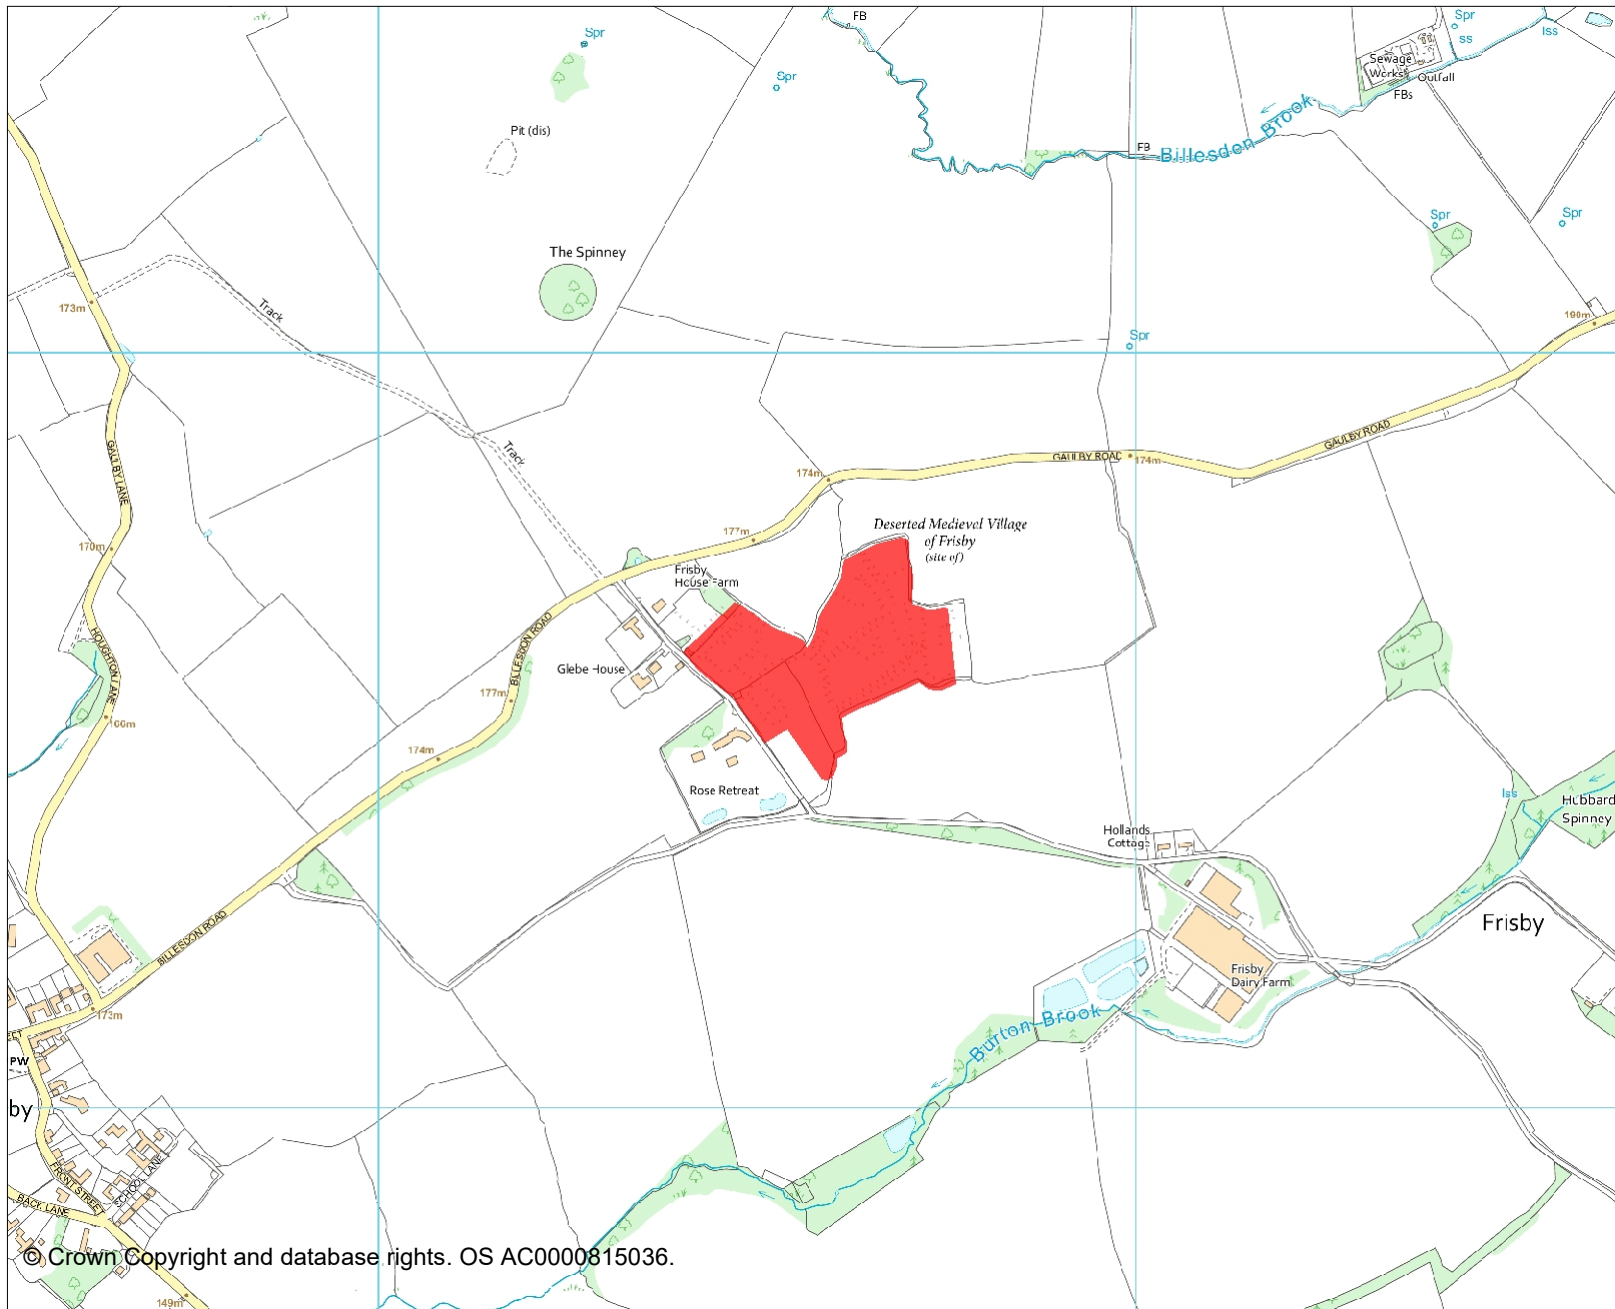 FB
Spr
Spr
ss
Iss
Spr
Sewage
Works
Outfall
FBs
Pit (dis)
FB
Billesden Brook
Spr
Spr
The Spinney
173m
Track
190m
Spr
GAULBY LANE
Track
GAULBY ROAD
174m
GAULBY ROAD
174m
177m
Deserted Medieval Village
of Frisby
(site of)
170m
Frisby
House Farm
BILLESDON ROAD
HOUGHTON LANE
Glebe House
177m
166m
174m
Rose Retreat
Iss
Hubbard
Spinney
Hollands
Cottage
BILLESDON ROAD
Frisby
Frisby
Dairy Farm
173m
Burton Brook
ET
PW
by
FRONT STREET
SCHOOL LANE
BACK LANE
© Crown Copyright and database rights. OS AC0000815036.
149m